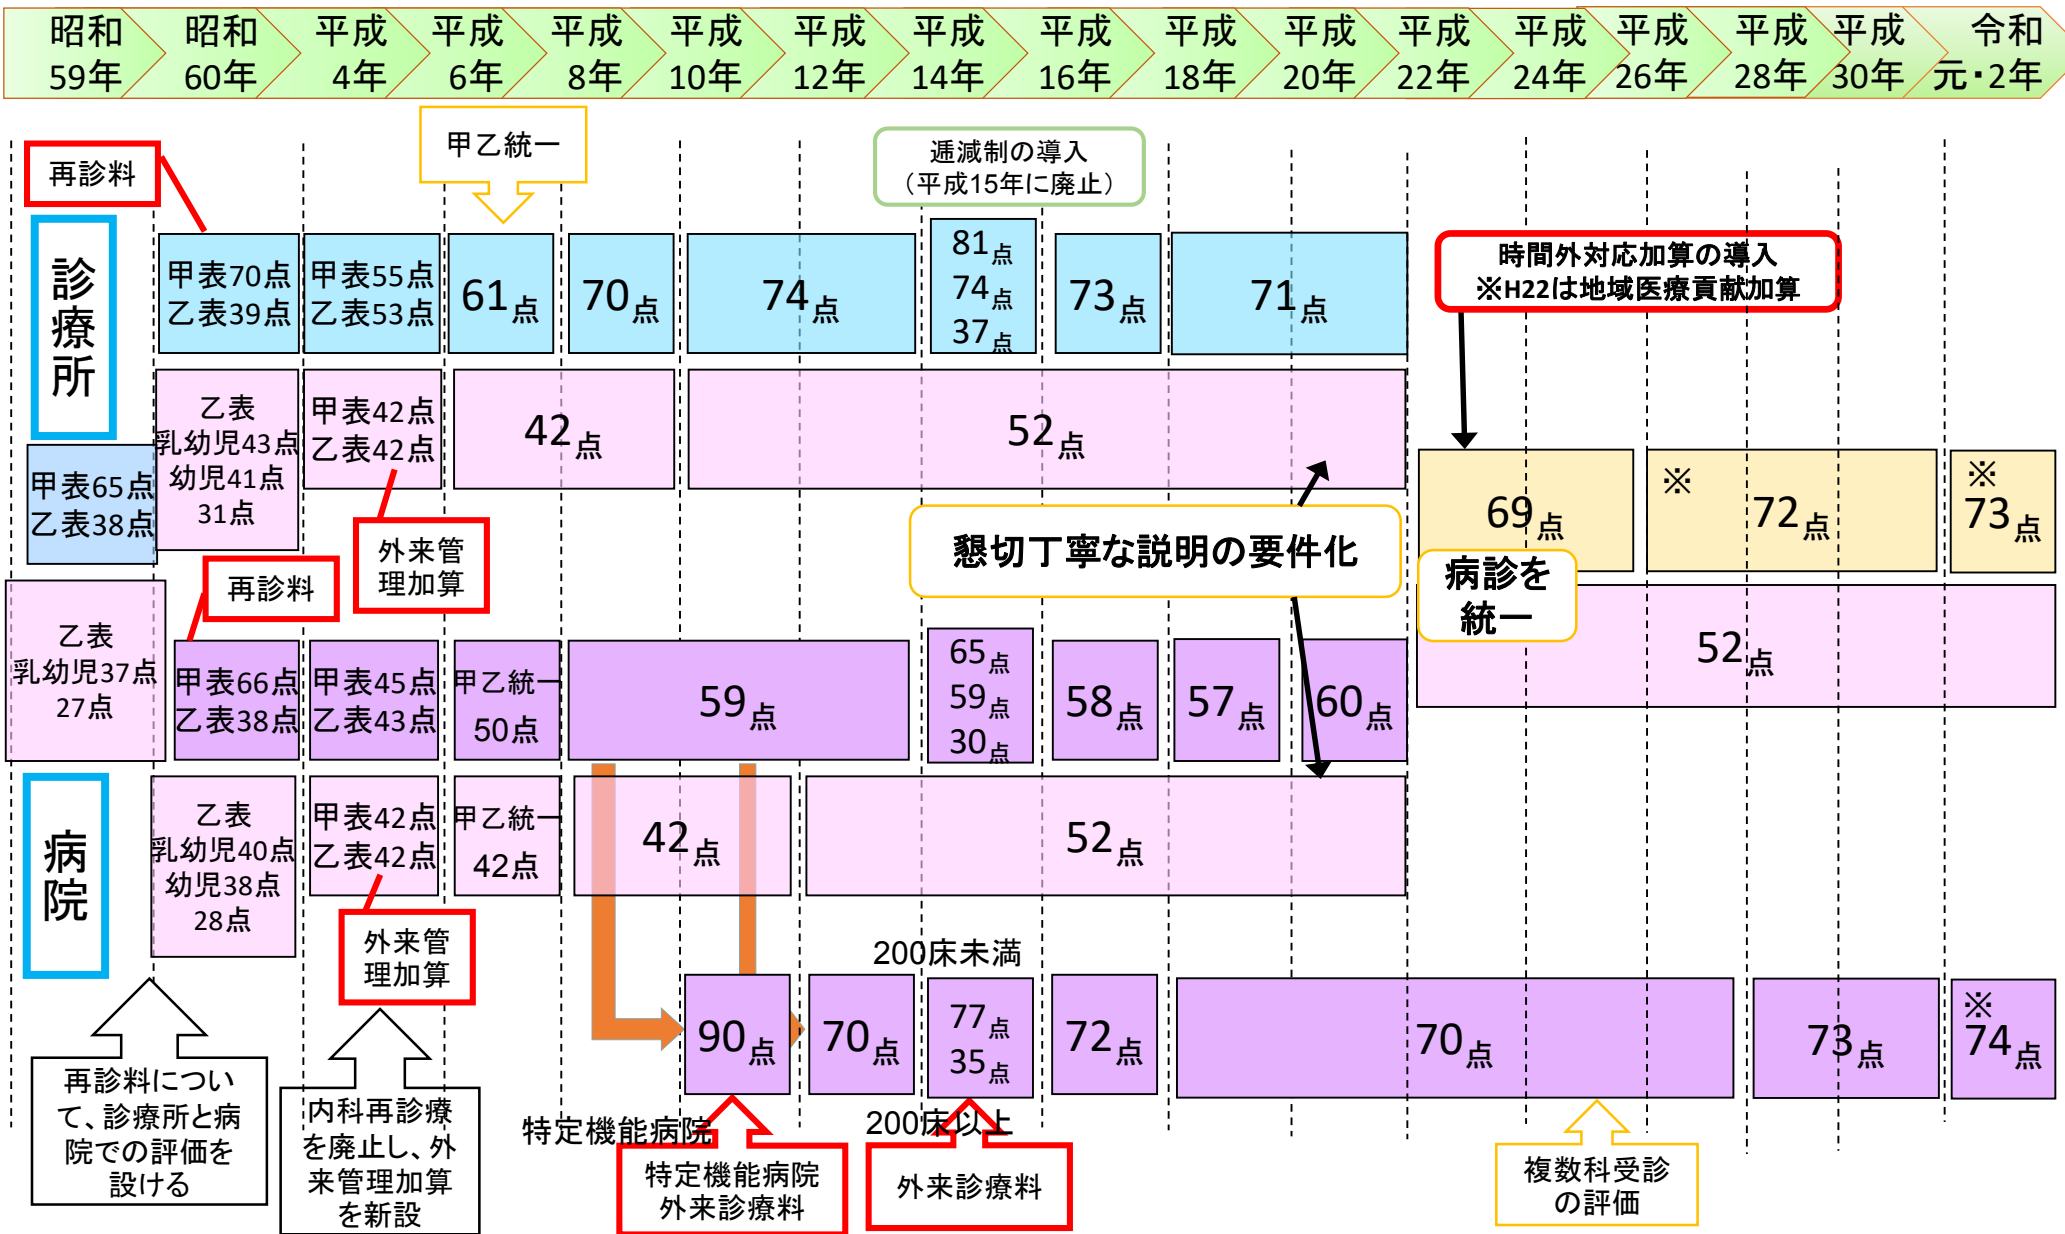 昭和
59年
昭和
60年
平成
4年
平成
6年
平成
8年
平成
10年
平成
12年
平成
14年
平成
16年
平成
18年
平成
20年
平成
22年
平成
24年
平成
26年
平成
28年
平成
30年
令和
元・2年
甲乙統一
逓減制の導入
（平成15年に廃止）
再診料
診療所
甲表70点
乙表39点
甲表55点
乙表53点
61点
70点
74点
81点
74点
37点
73点
71点
時間外対応加算の導入
※H22は地域医療貢献加算
乙表
乳幼児43点
幼児41点
31点
甲表42点
乙表42点
42点
52点
甲表65点
乙表38点
外来管
理加算
懇切丁寧な説明の要件化
69点
※
72点
※
73点
病診を
統一
52点
再診料
乙表
乳幼児37点
27点
甲表66点
乙表38点
甲表45点
乙表43点
甲乙統一
50点
59点
65点
59点
30点
58点
57点
60点
病院
乙表
乳幼児40点
幼児38点
28点
甲表42点
乙表42点
甲乙統一
42点
42点
52点
外来管
理加算
200床未満
90点
70点
77点
35点
72点
70点
73点
※
74点
特定機能病院
200床以上
再診料につい
て、診療所と病
院での評価を
設ける
内科再診療
を廃止し、外
来管理加算
を新設
特定機能病院
外来診療料
外来診療料
複数科受診
の評価